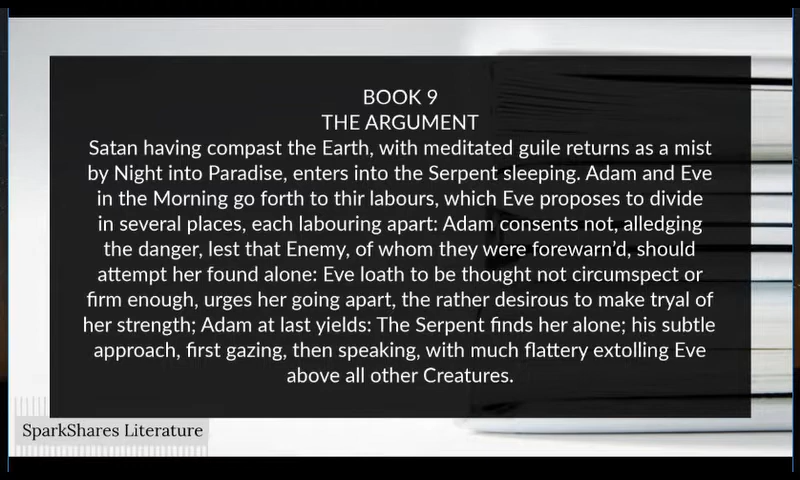 BOOK 9
THE ARGUMENT
Satan having compast the Earth, with meditated guile returns as a mist
by Night into Paradise, enters into the Serpent sleeping. Adam and Eve
in the Morning go forth to thir labours, which Eve proposes to divide
in several places, each labouring apart: Adam consents not, alledging
the danger, lest that Enemy, of whom they were forewarn'd, should
attempt her found alone: Eve loath to be thought not circumspect or
firm enough, urges her going apart, the rather desirous to make tryal of
her strength; Adam at last yields: The Serpent finds her alone; his subtle
approach, first gazing, then speaking, with much flattery extolling Eve
above all other Creatures.
SparkShares Literature